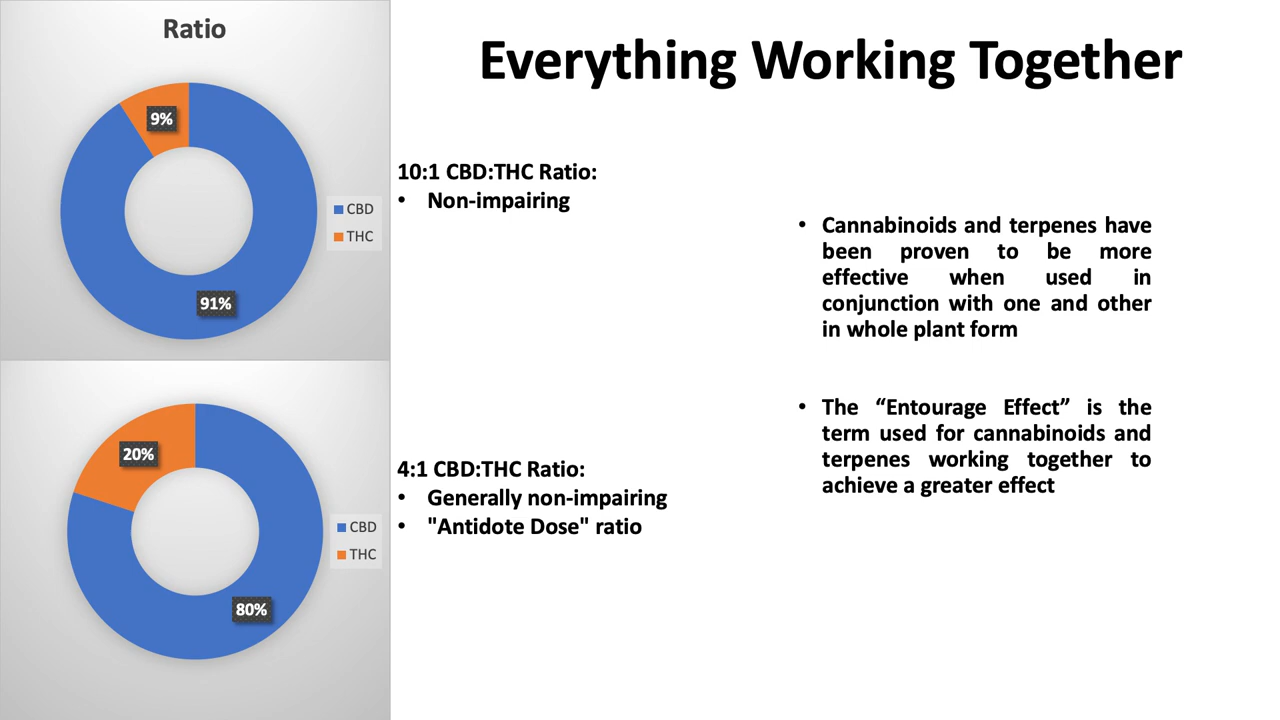 Ratio
9%
CBD
THC
91%
20%
CBD
THC
80%
Everything Working Together
10:1 CBD:THC Ratio:
• Non-impairing
4:1 CBD:THC Ratio:
• Generally non-impairing
• "Antidote Dose" ratio
• Cannabinoids and terpenes have
been proven to be more
effective when used in
conjunction with one and other
in whole plant form
• The “Entourage Effect” is the
term used for cannabinoids and
terpenes working together to
achieve a greater effect